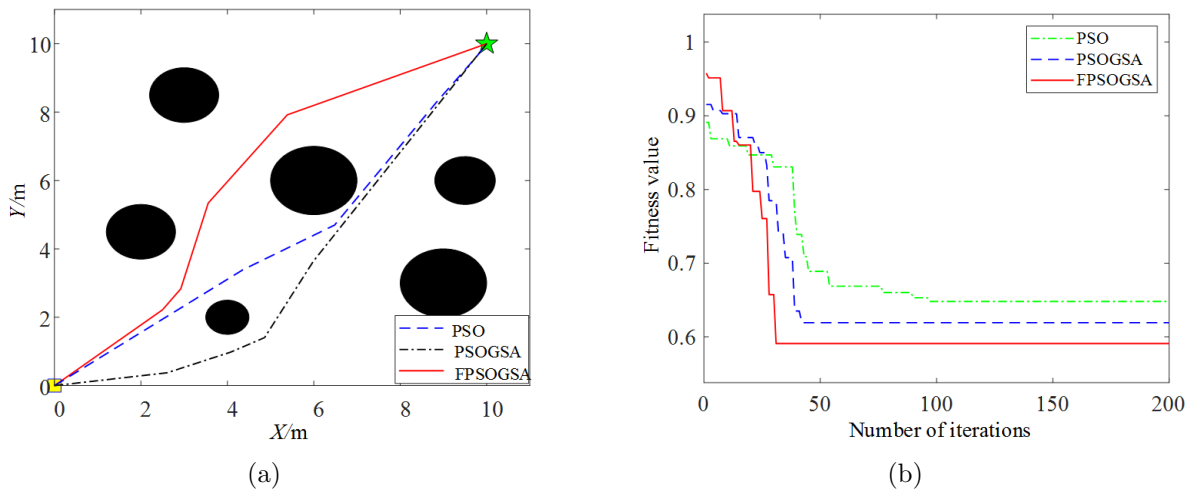 10
8
6
4
2
0
Y/m
0
2
4
6
8
10
X/m
PSO
PSOGSA
FPSOGSA
(a)
1
0.9
0.8
0.7
0.6
Fitness value
0
50
100
150
200
Number of iterations
PSO
PSOGSA
FPSOGSA
(b)